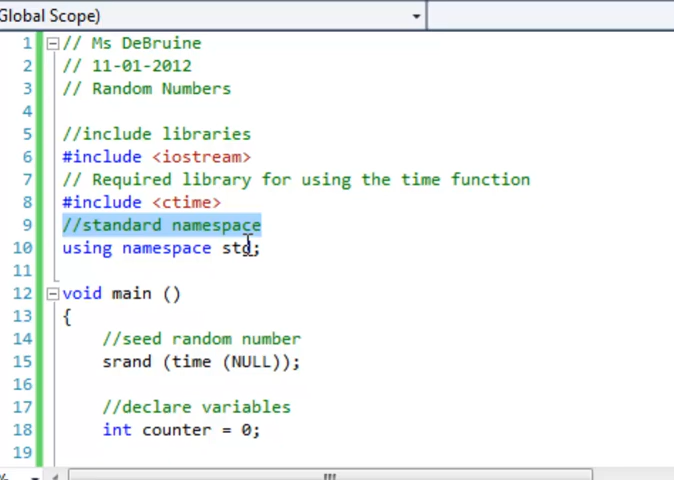 Global Scope)
1 // Ms DeBruine
2 // 11-01-2012
3 // Random Numbers
4
5 //include libraries
6 #include <iostream>
7 // Required library for using the time function
8 #include <ctime>
9 //standard namespace
10 using namespace std;
11
12 void main ()
13 {
14 //seed random number
15 srand (time (NULL));
16
17 //declare variables
18 int counter = 0;
19
%